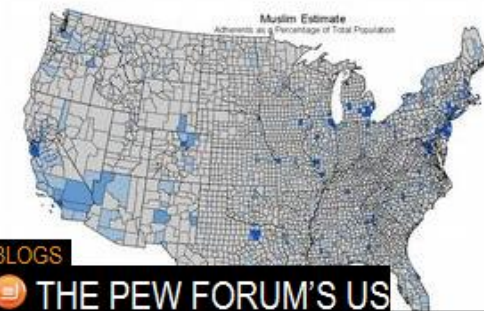 Muslim Estimate
Adherents as a Percentage of Total Population
BLOGS
THE PEW FORUM'S US